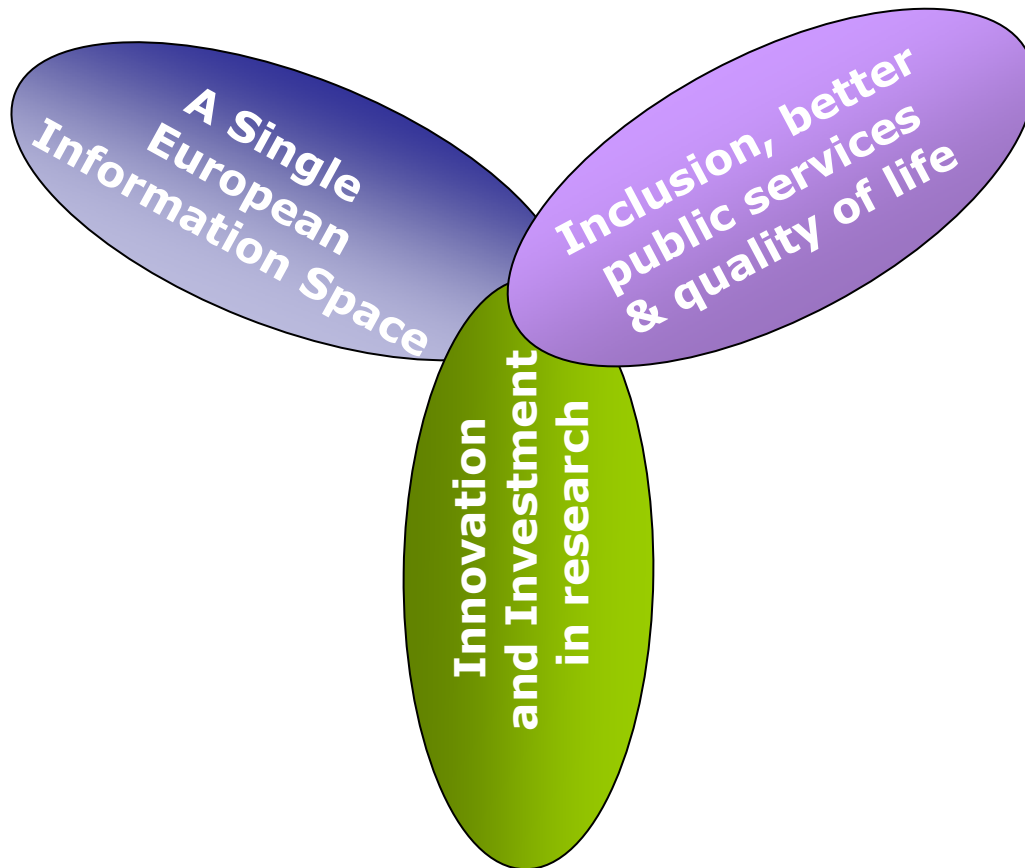 A Single
European
Information Space
Inclusion, better
public services
& quality of life
Innovation
and Investment
in research